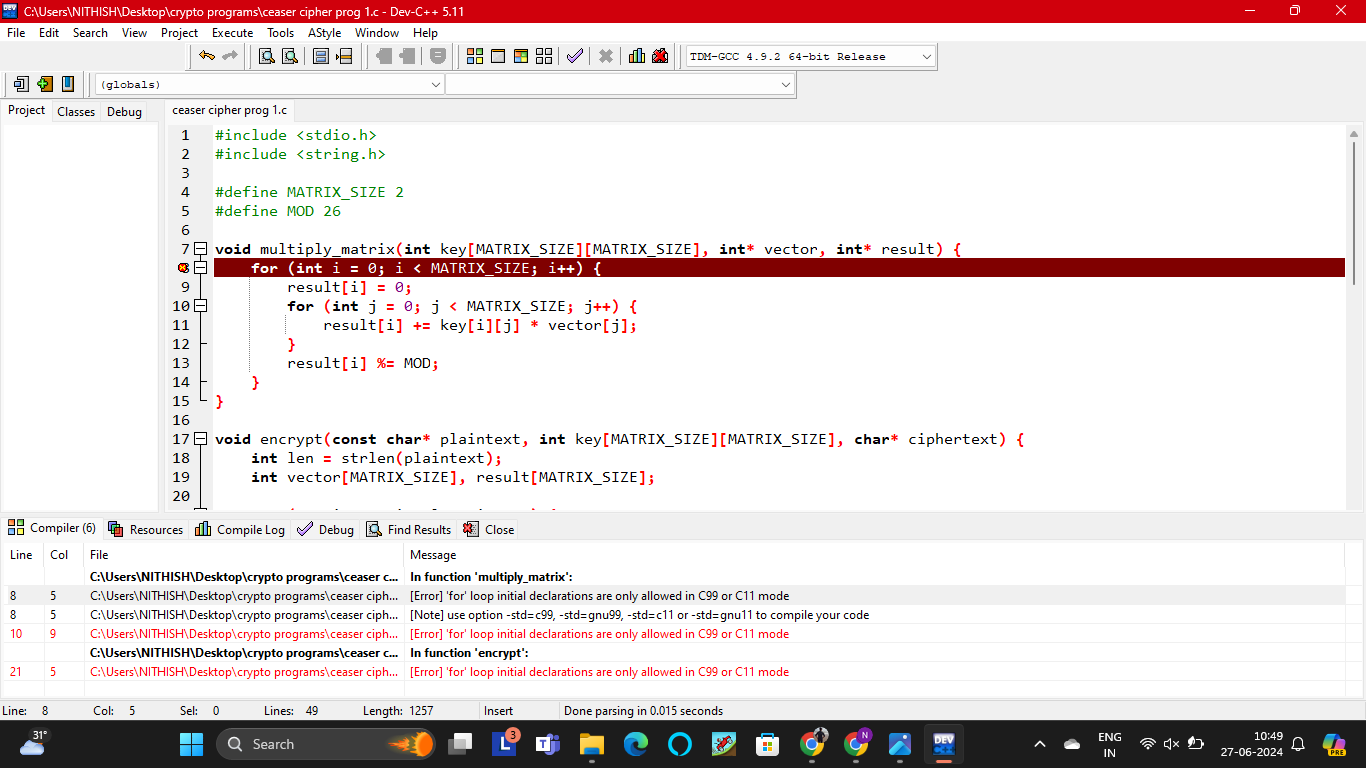 C:\Users\NITHISH\Desktop\crypto programs\ceaser cipher prog 1.c - Dev-C++ 5.11
File Edit Search View Project Execute Tools AStyle Window Help
TDM-GCC 4.9.2 64-bit Release
(globals)
Project Classes Debug
ceaser cipher prog 1.c
1 #include <stdio.h>
2 #include <string.h>
3
4 #define MATRIX_SIZE 2
5 #define MOD 26
6
7 void multiply_matrix(int key[MATRIX_SIZE][MATRIX_SIZE], int* vector, int* result) {
for (int i = 0; i < MATRIX_SIZE; i++) {
9 result[i] = 0;
10 for (int j = 0; j < MATRIX_SIZE; j++) {
11 result[i] += key[i][j] * vector[j];
12 }
13 result[i] %= MOD;
14 }
15 }
16
17 void encrypt(const char* plaintext, int key[MATRIX_SIZE][MATRIX_SIZE], char* ciphertext) {
18 int len = strlen(plaintext);
19 int vector[MATRIX_SIZE], result[MATRIX_SIZE];
20
Compiler (6) Resources Compile Log Debug Find Results Close
Line Col File Message
C:\Users\NITHISH\Desktop\crypto programs\ceaser c... In function 'multiply_matrix':
8 5 C:\Users\NITHISH\Desktop\crypto programs\ceaser ciph... [Error] 'for' loop initial declarations are only allowed in C99 or C11 mode
8 5 C:\Users\NITHISH\Desktop\crypto programs\ceaser ciph... [Note] use option -std=c99, -std=gnu99, -std=c11 or -std=gnu11 to compile your code
10 9 C:\Users\NITHISH\Desktop\crypto programs\ceaser ciph... [Error] 'for' loop initial declarations are only allowed in C99 or C11 mode
C:\Users\NITHISH\Desktop\crypto programs\ceaser c... In function 'encrypt':
21 5 C:\Users\NITHISH\Desktop\crypto programs\ceaser ciph... [Error] 'for' loop initial declarations are only allowed in C99 or C11 mode
Line: 8 Col: 5 Sel: 0 Lines: 49 Length: 1257 Insert Done parsing in 0.015 seconds
31°
Search
L 3
T
N
DEV
ENG
IN
10:49
27-06-2024
PRE